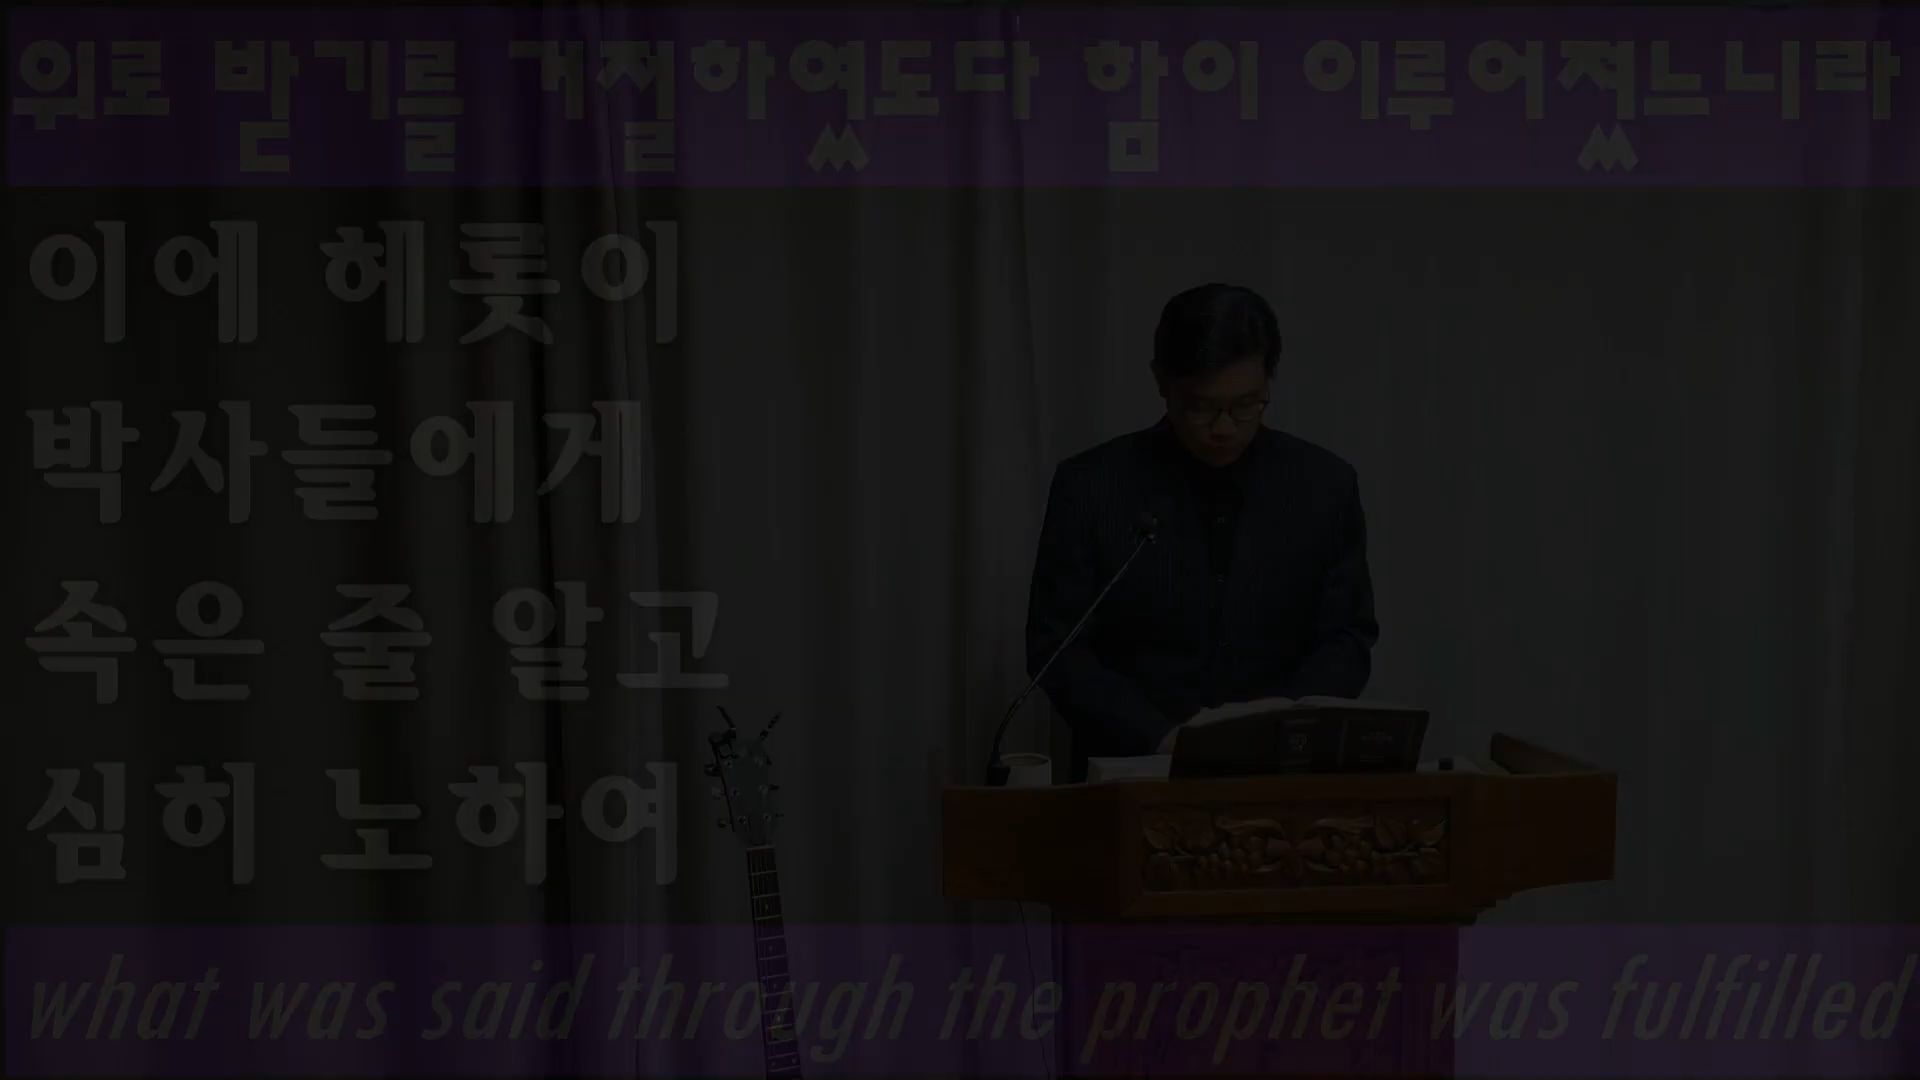 위로 받기를 거절하였도다 함이 이루어졌느니라
이에 헤롯이
박사들에게
속은 줄 알고
심히 노하여
what was said through the prophet was fulfilled